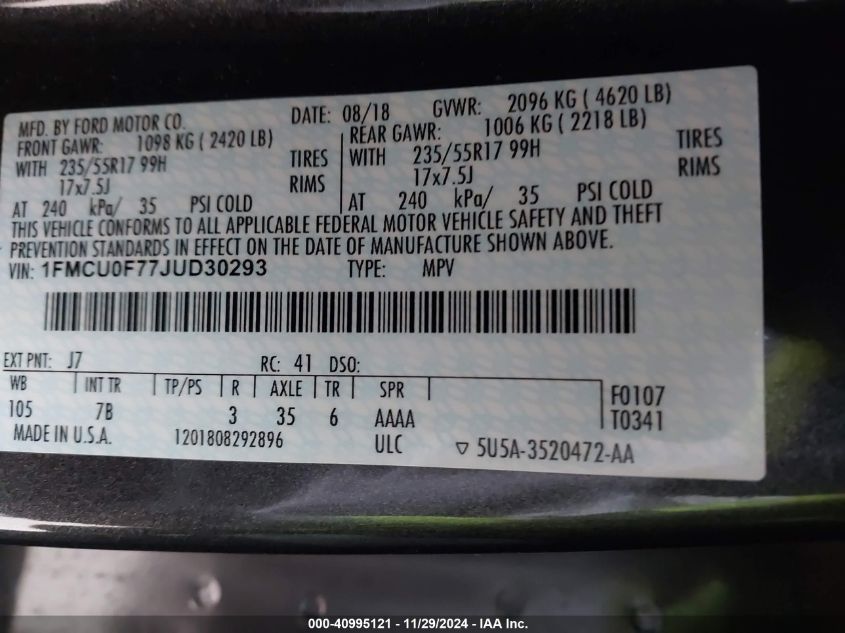 MFD. BY FORD MOTOR CO. DATE: 08/18 GVWR: 2096 KG ( 4620 LB)
FRONT GAWR: 1098 KG ( 2420 LB) REAR GAWR: 1006 KG ( 2218 LB)
WITH 235/55R17 99H TIRES WITH 235/55R17 99H TIRES
17x7.5J RIMS 17x7.5J RIMS
AT 240 kPa/ 35 PSI COLD AT 240 kPa/ 35 PSI COLD
THIS VEHICLE CONFORMS TO ALL APPLICABLE FEDERAL MOTOR VEHICLE SAFETY AND THEFT
PREVENTION STANDARDS IN EFFECT ON THE DATE OF MANUFACTURE SHOWN ABOVE.
VIN: 1FMCU0F77JUD30293 TYPE: MPV
EXT PNT: J7 RC: 41 DSO:
WB INT TR TP/PS R AXLE TR SPR F0107
105 7B 3 35 6 AAAA T0341
MADE IN U.S.A. 1201808292896 ULC ▽ 5U5A-3520472-AA
000-40995121 - 11/29/2024 - IAA Inc.